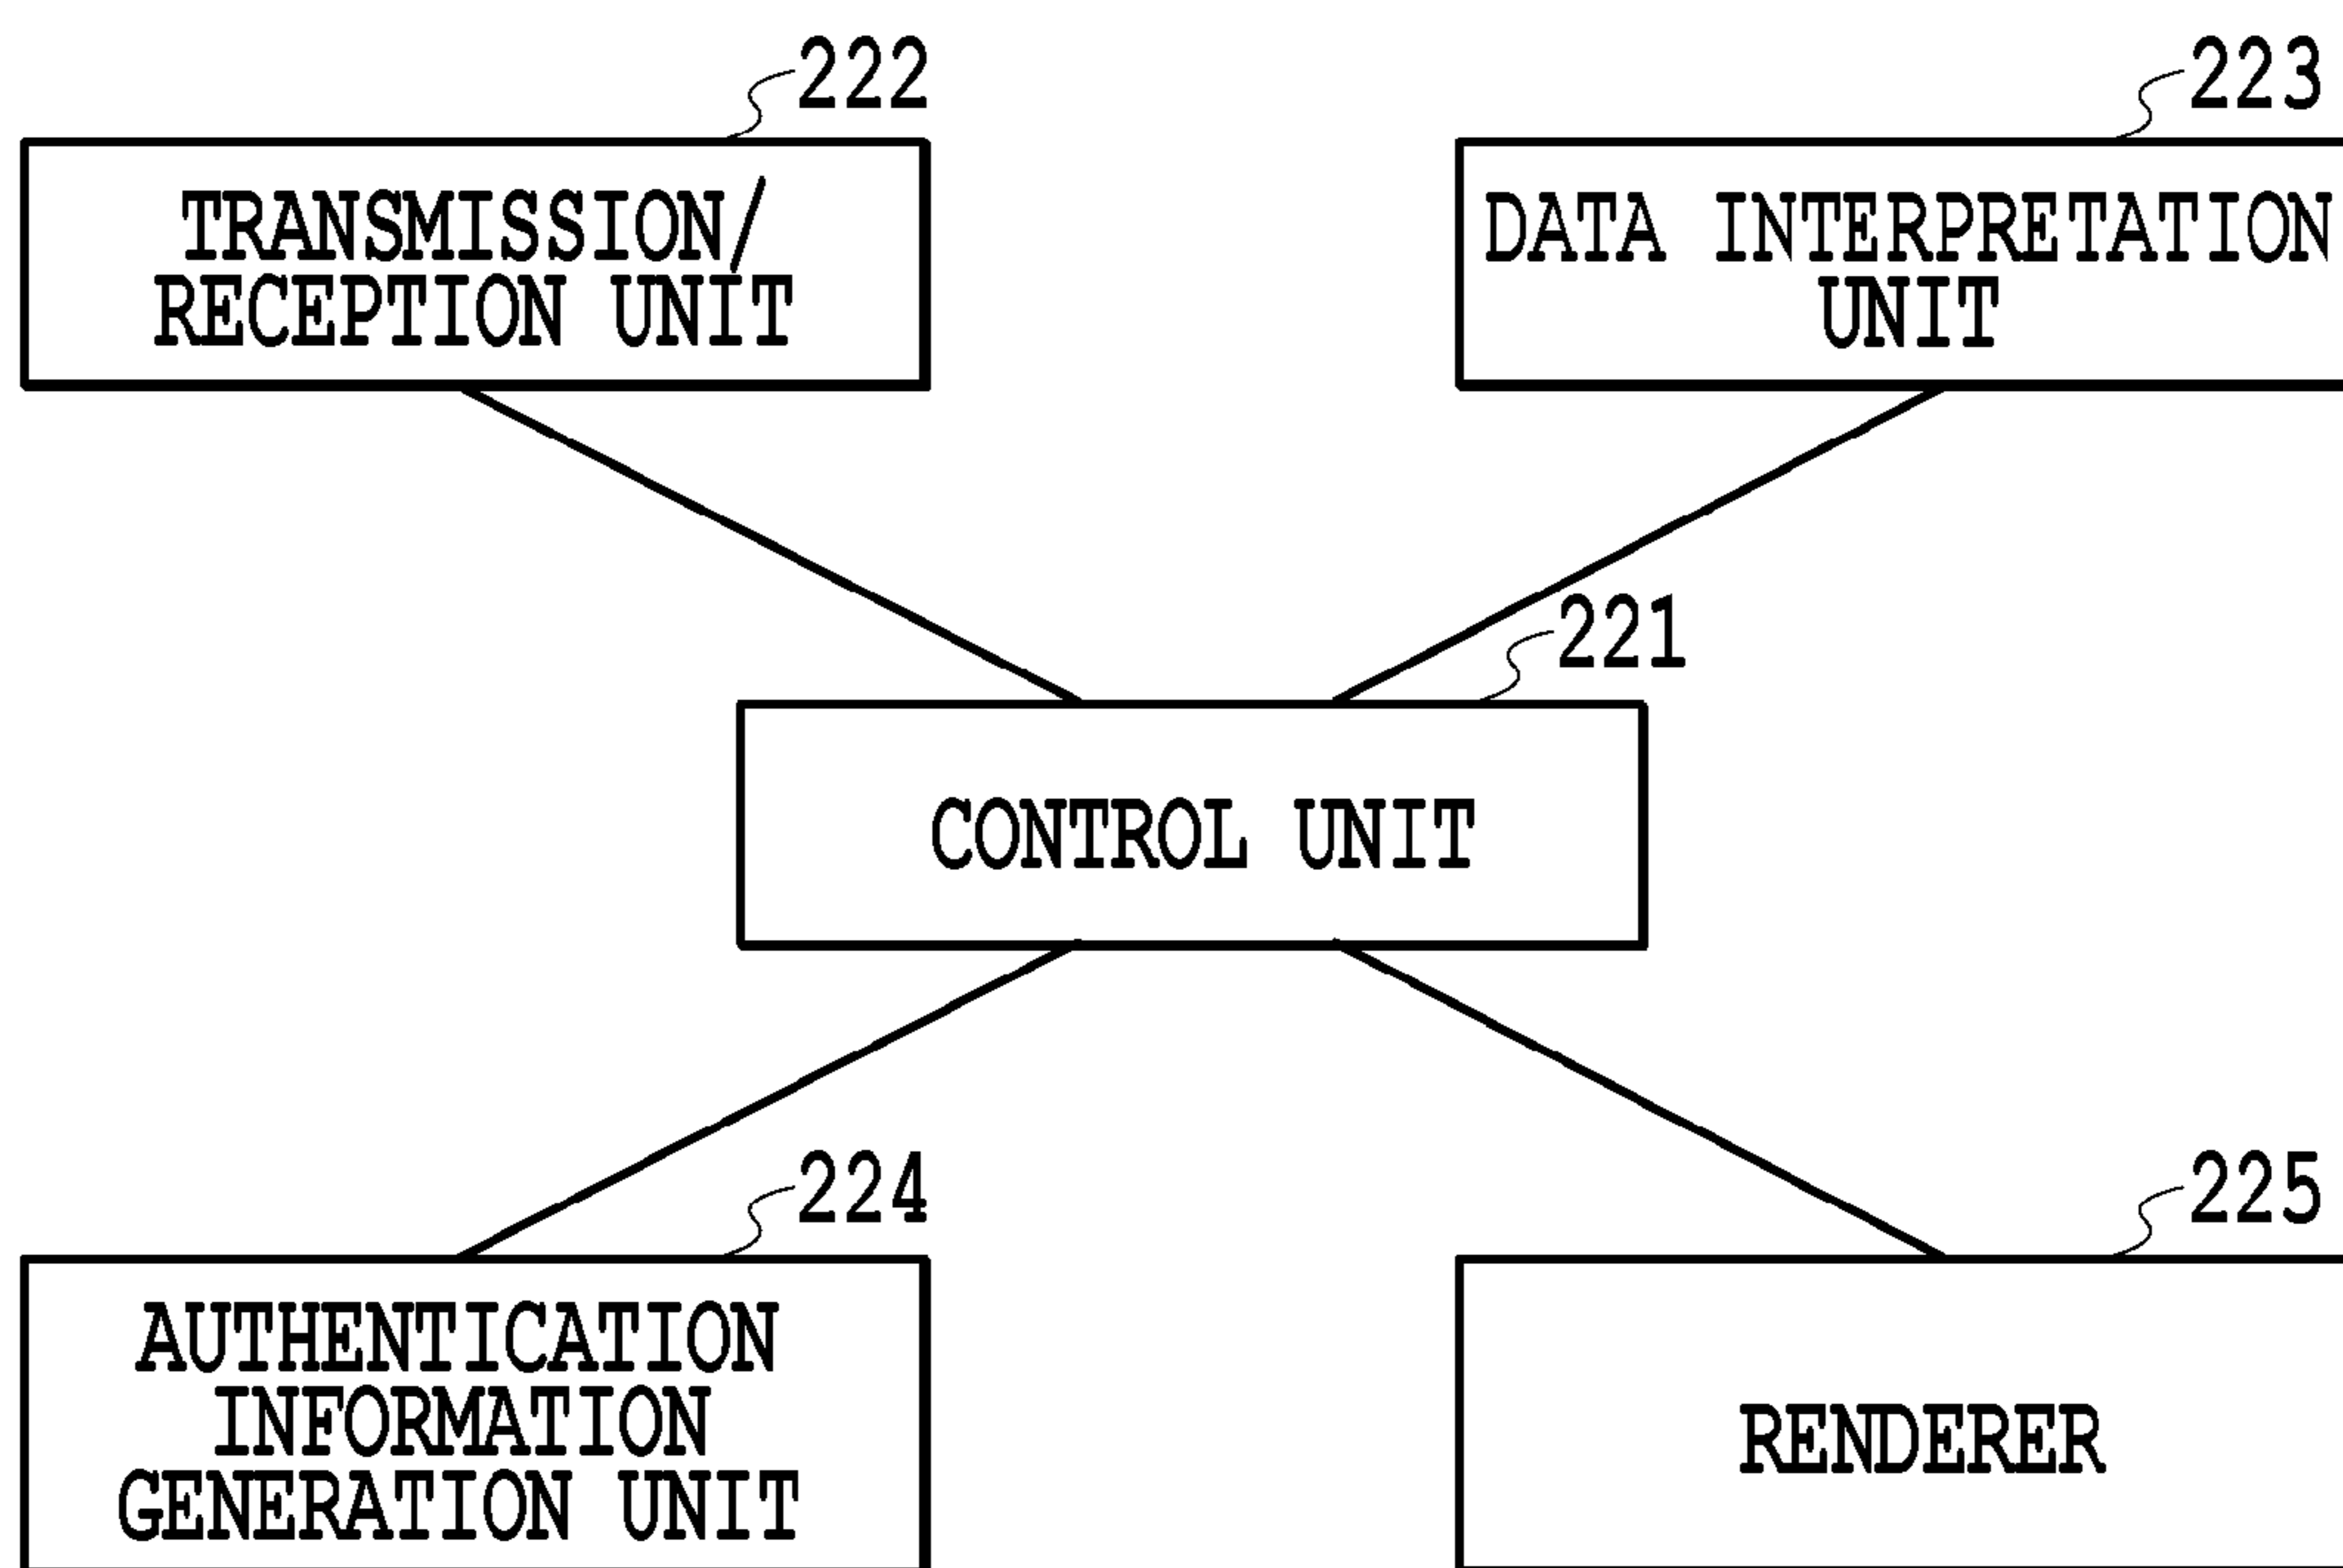 222
223
TRANSMISSION/
RECEPTION UNIT
DATA INTERPRETATION
UNIT
221
CONTROL UNIT
224
225
AUTHENTICATION
INFORMATION
GENERATION UNIT
RENDERER